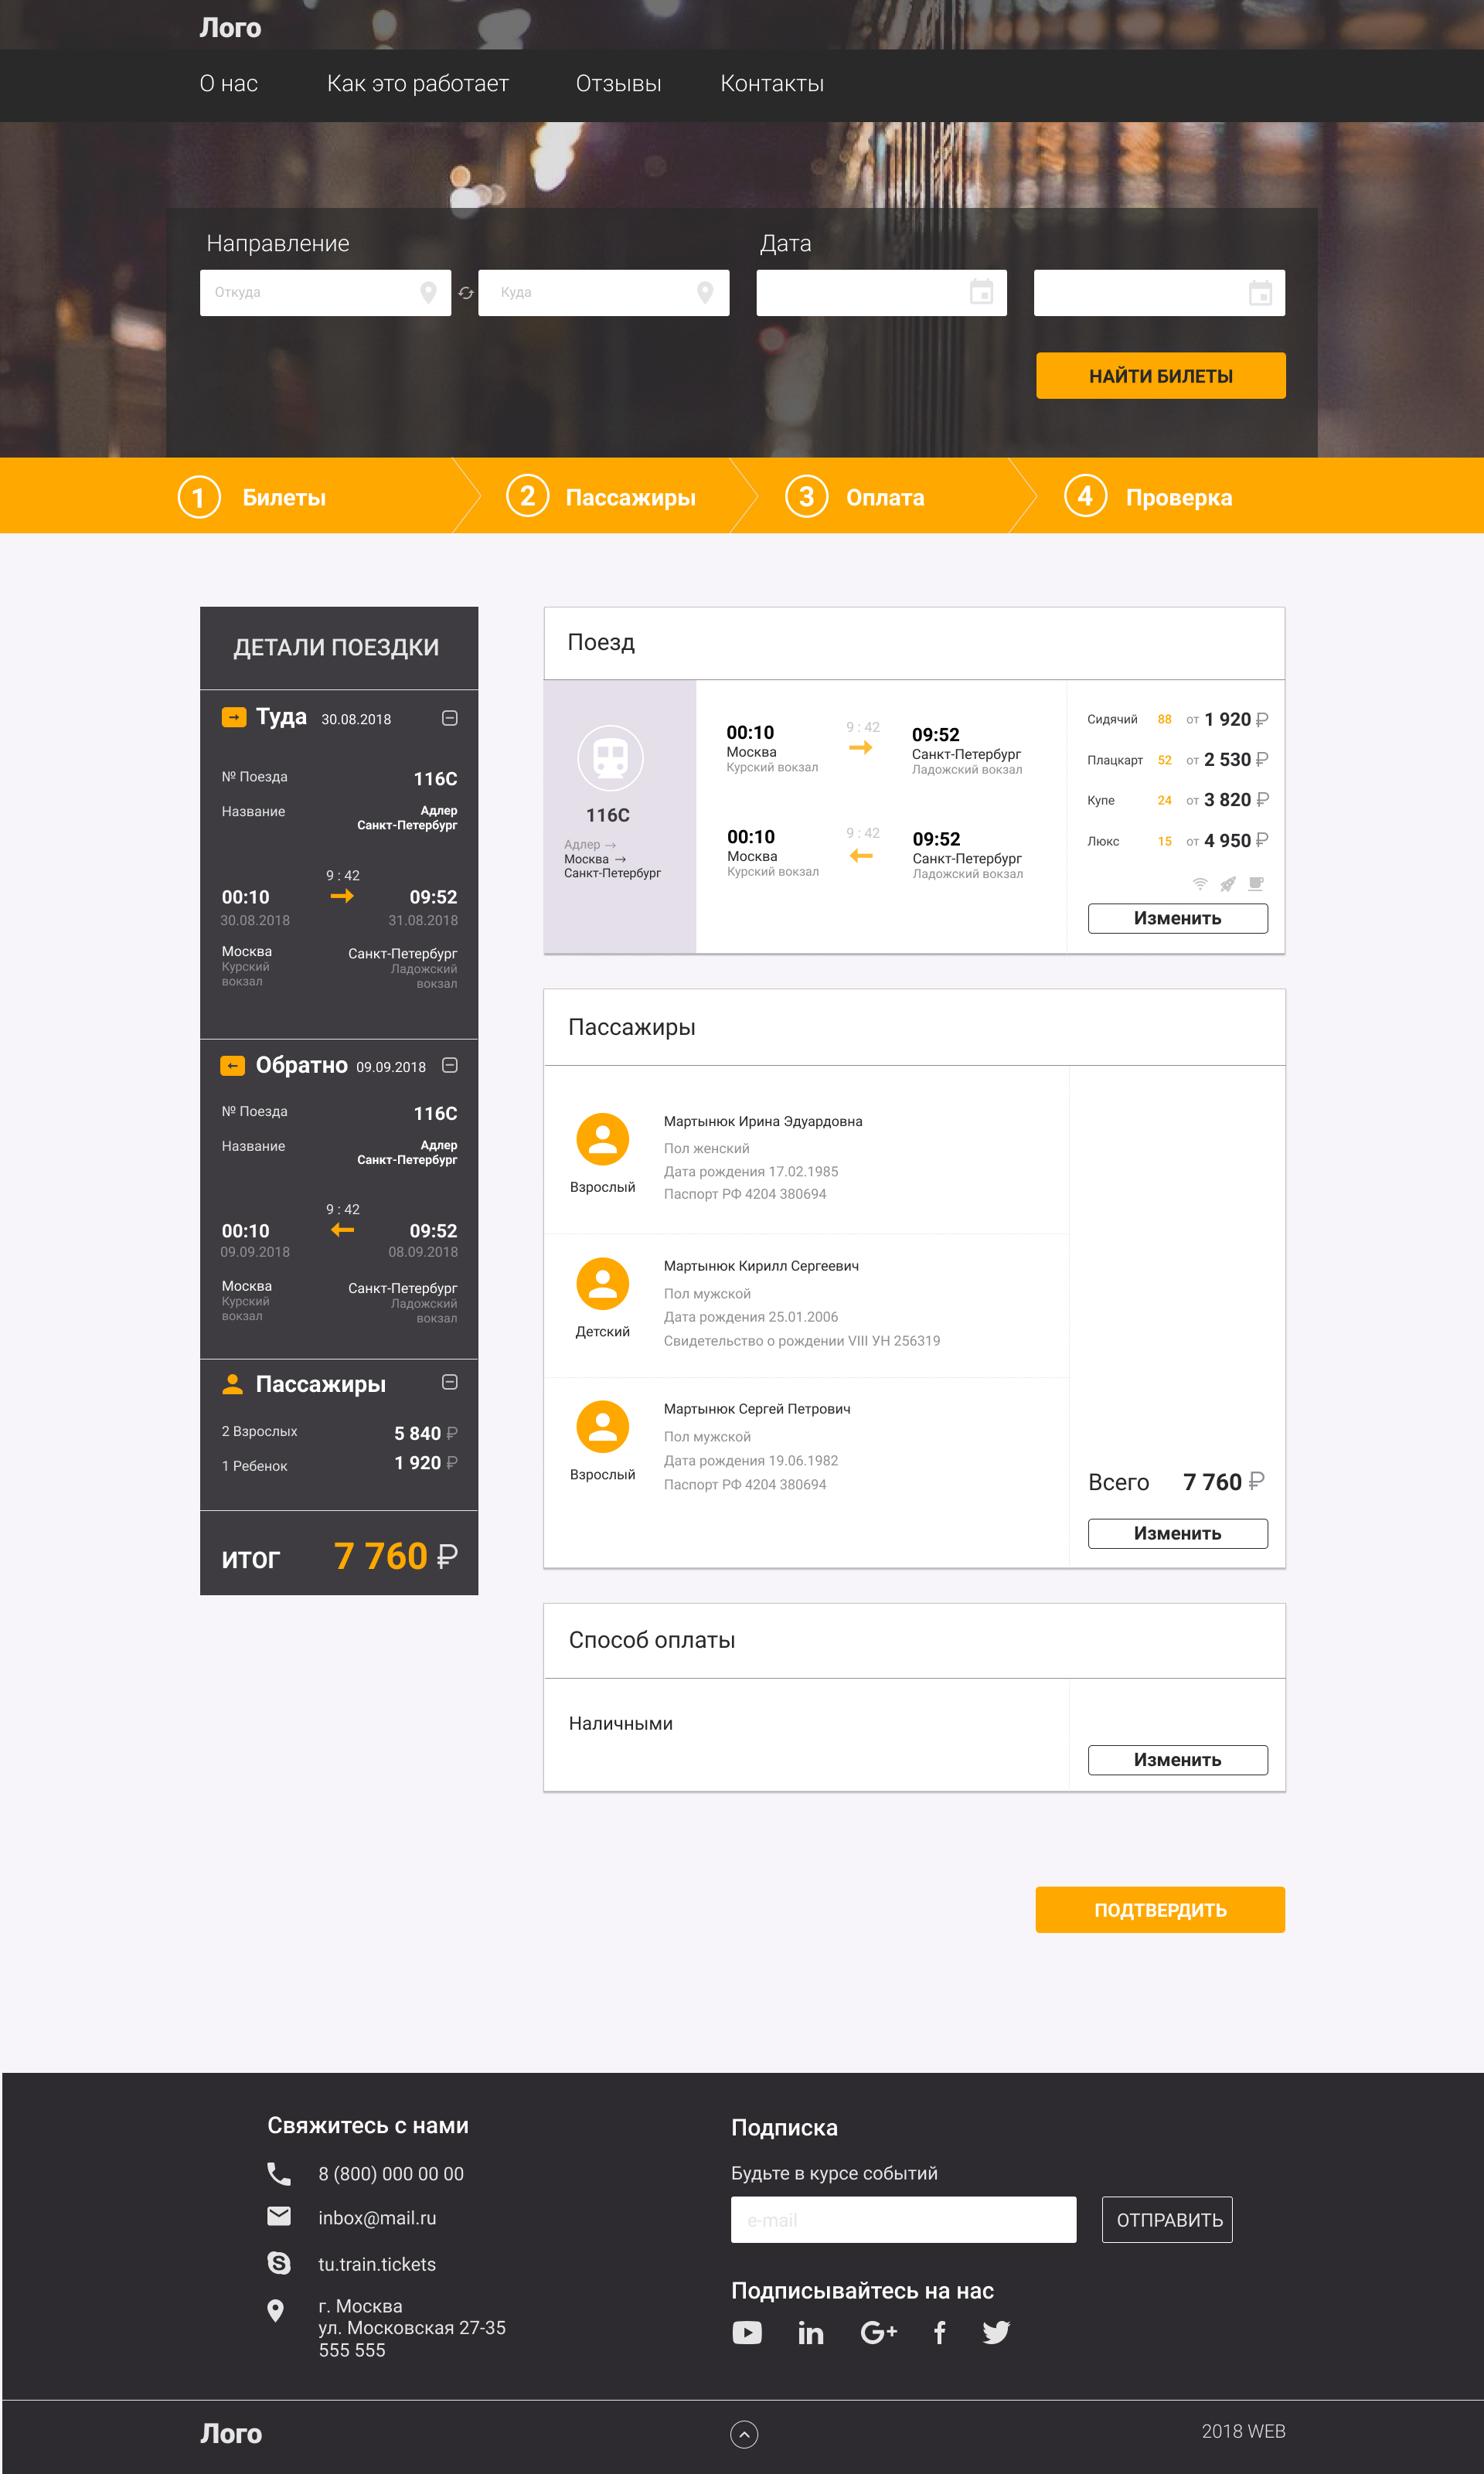 Лого
О нас Как это работает Отзывы Контакты
Направление Дата
Откуда Куда
НАЙТИ БИЛЕТЫ
1 Билеты 2 Пассажиры 3 Оплата 4 Проверка
ДЕТАЛИ ПОЕЗДКИ
Туда 30.08.2018
№ Поезда 116С
Название Адлер
Санкт-Петербург
9 : 42
00:10 09:52
30.08.2018 31.08.2018
Москва Санкт-Петербург
Курский Ладожский
вокзал вокзал
Обратно 09.09.2018
№ Поезда 116С
Название Адлер
Санкт-Петербург
9 : 42
00:10 09:52
09.09.2018 08.09.2018
Москва Санкт-Петербург
Курский Ладожский
вокзал вокзал
Пассажиры
2 Взрослых 5 840 ₽
1 Ребенок 1 920 ₽
ИТОГ 7 760 ₽
Поезд
116С
Адлер →
Москва →
Санкт-Петербург
00:10 9 : 42 09:52
Москва Санкт-Петербург
Курский вокзал Ладожский вокзал
00:10 9 : 42 09:52
Москва Санкт-Петербург
Курский вокзал Ладожский вокзал
Сидячий 88 от 1 920 ₽
Плацкарт 52 от 2 530 ₽
Купе 24 от 3 820 ₽
Люкс 15 от 4 950 ₽
Изменить
Пассажиры
Взрослый
Мартынюк Ирина Эдуардовна
Пол женский
Дата рождения 17.02.1985
Паспорт РФ 4204 380694
Детский
Мартынюк Кирилл Сергеевич
Пол мужской
Дата рождения 25.01.2006
Свидетельство о рождении VIII УН 256319
Взрослый
Мартынюк Сергей Петрович
Пол мужской
Дата рождения 19.06.1982
Паспорт РФ 4204 380694
Всего 7 760 ₽
Изменить
Способ оплаты
Наличными
Изменить
ПОДТВЕРДИТЬ
Свяжитесь с нами
8 (800) 000 00 00
inbox@mail.ru
tu.train.tickets
г. Москва
ул. Московская 27-35
555 555
Подписка
Будьте в курсе событий
e-mail ОТПРАВИТЬ
Подписывайтесь на нас
in G+ f
Лого 2018 WEB